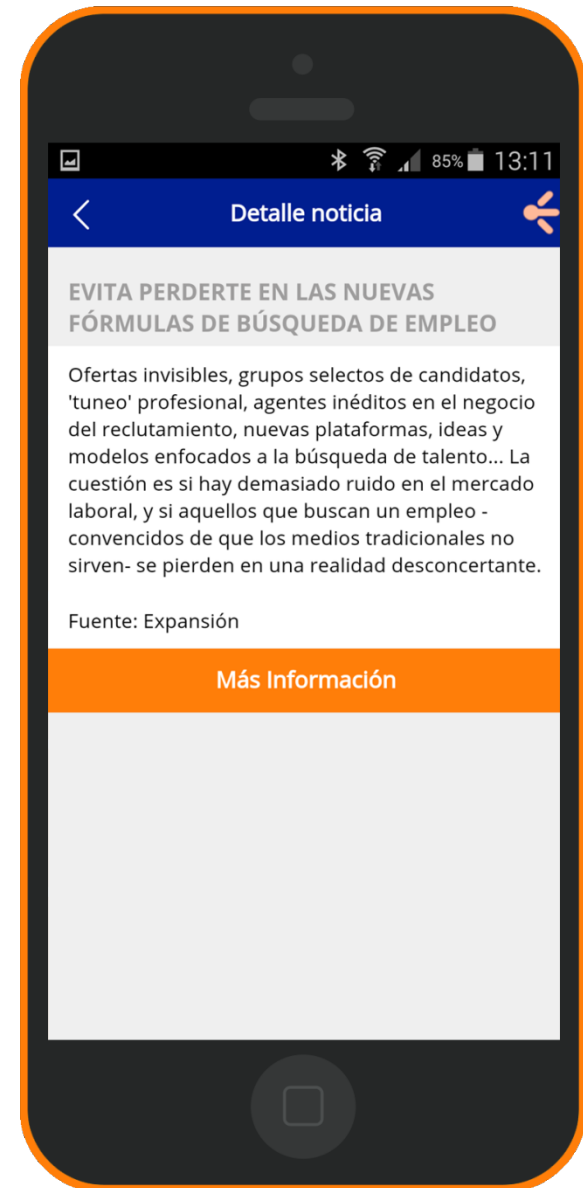 85% 13:11
Detalle noticia
EVITA PERDERTE EN LAS NUEVAS
FÓRMULAS DE BÚSQUEDA DE EMPLEO
Ofertas invisibles, grupos selectos de candidatos,
'tuneo' profesional, agentes inéditos en el negocio
del reclutamiento, nuevas plataformas, ideas y
modelos enfocados a la búsqueda de talento... La
cuestión es si hay demasiado ruido en el mercado
laboral, y si aquellos que buscan un empleo -
convencidos de que los medios tradicionales no
sirven- se pierden en una realidad desconcertante.
Fuente: Expansión
Más Información